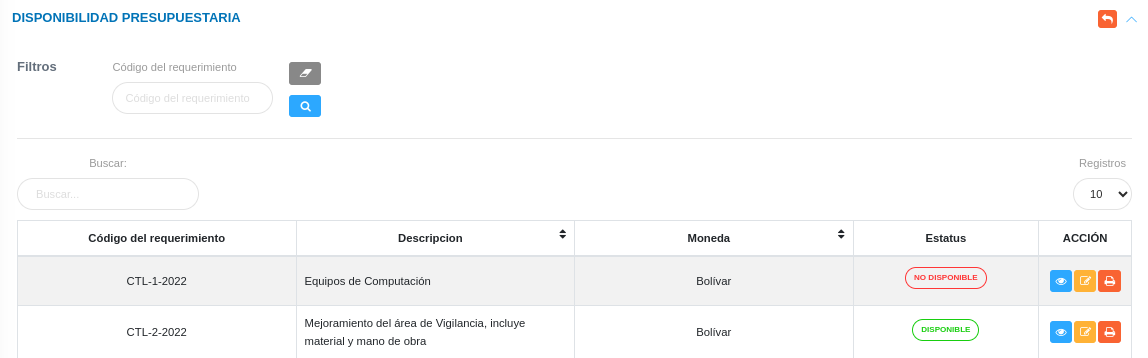 DISPONIBILIDAD PRESUPUESTARIA
Filtros
Código del requerimiento
Código del requerimiento
Buscar:
Registros
Buscar...
10
Código del requerimiento Descripcion Moneda Estatus ACCIÓN
CTL-1-2022 Equipos de Computación Bolívar NO DISPONIBLE
CTL-2-2022 Mejoramiento del área de Vigilancia, incluye Bolívar DISPONIBLE
material y mano de obra